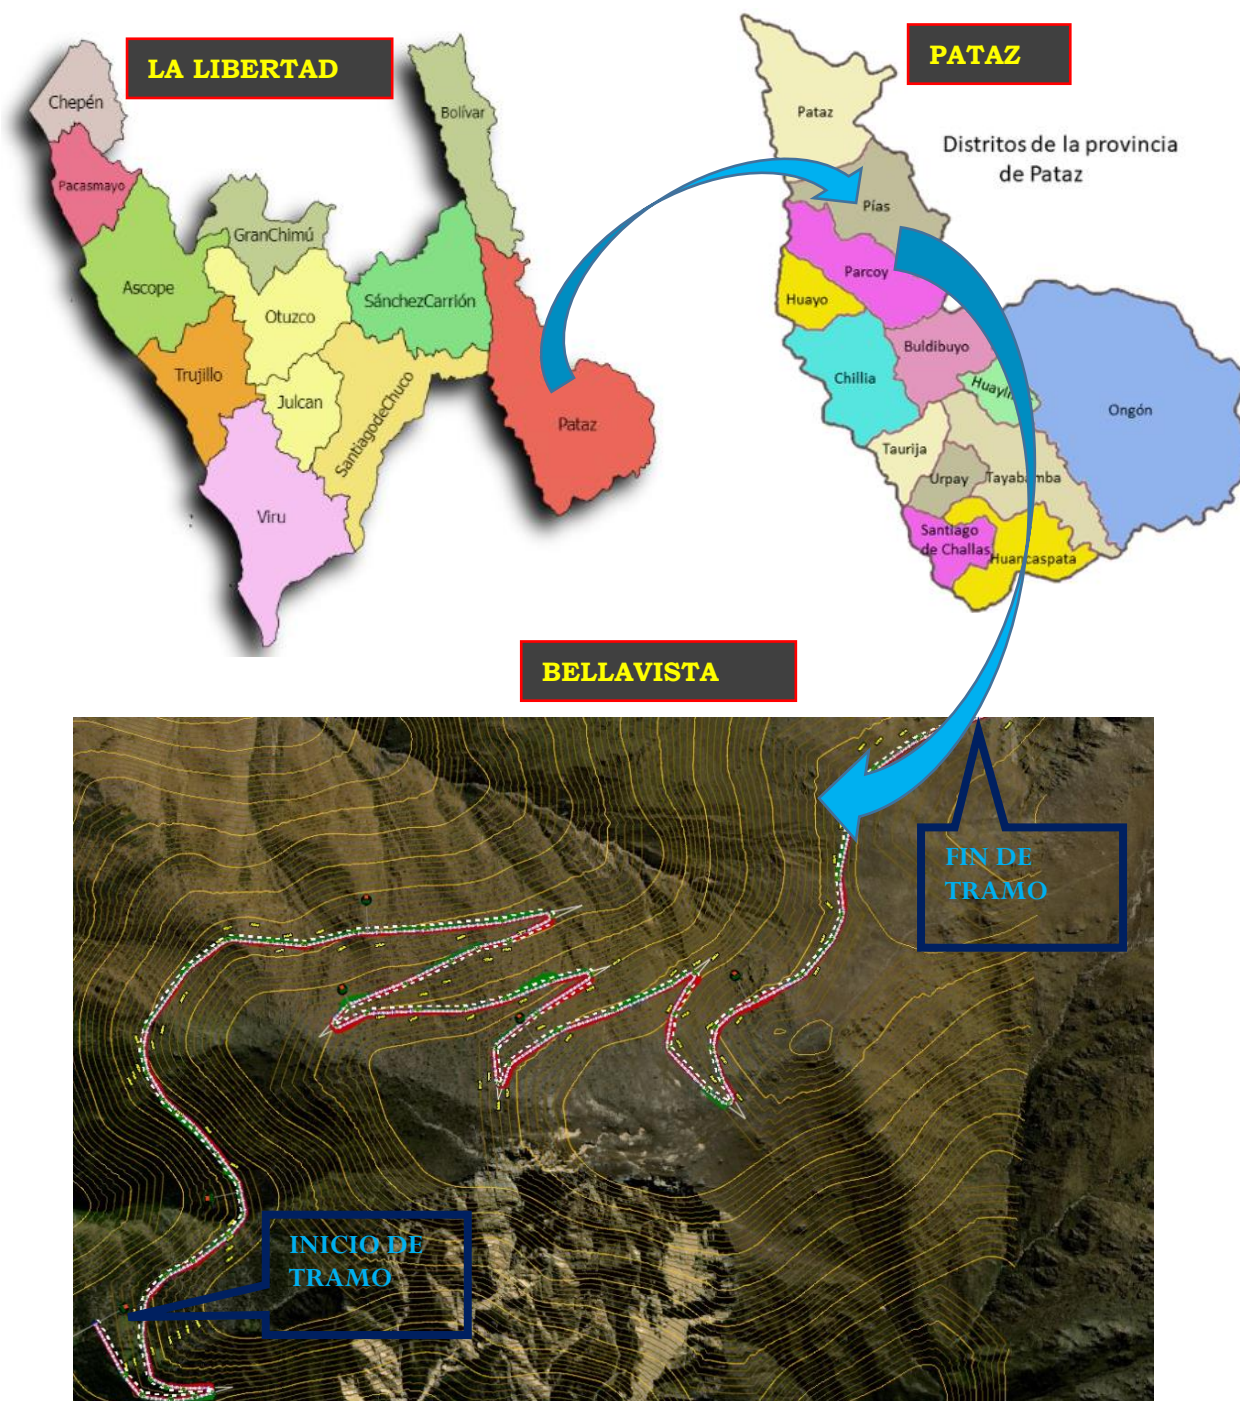 LA LIBERTAD
Chepén
Pacasmayo
Ascope
GranChimú
Bolívar
Otuzco
SánchezCarrión
Trujillo
Julcan
SantiagodeChuco
Pataz
Viru
PATAZ
Distritos de la provincia
de Pataz
Pataz
Pías
Parcoy
Huayo
Buldibuyo
Chillia
Ongón
Taurija
Urpay
Tayabamba
Santiago
de Challas
Huancaspata
BELLAVISTA
FIN DE
TRAMO
INICIO DE
TRAMO